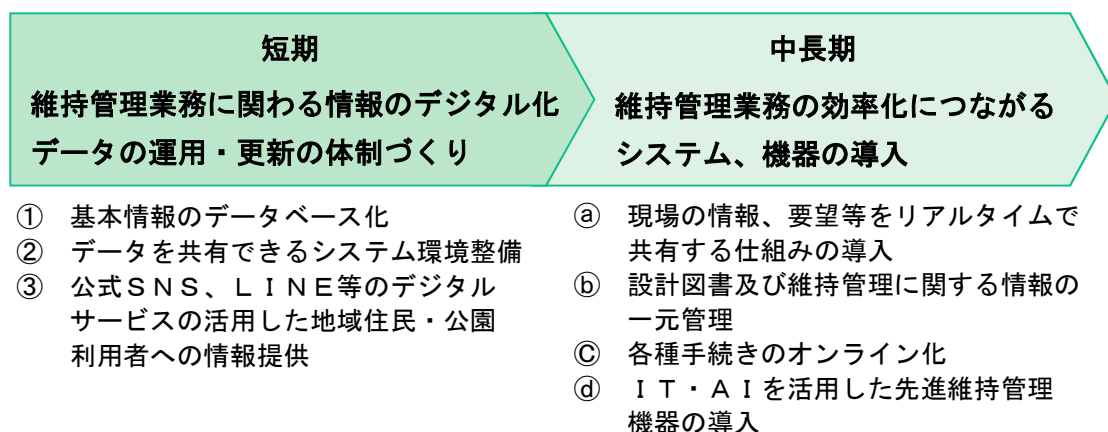 短期
維持管理業務に関わる情報のデジタル化
データの運用・更新の体制づくり
① 基本情報のデータベース化
② データを共有できるシステム環境整備
③ 公式ＳＮＳ、ＬＩＮＥ等のデジタル
サービスの活用した地域住民・公園
利用者への情報提供
中長期
維持管理業務の効率化につながる
システム、機器の導入
ⓐ 現場の情報、要望等をリアルタイムで
共有する仕組みの導入
ⓑ 設計図書及び維持管理に関する情報の
一元管理
Ⓒ 各種手続きのオンライン化
ⓓ ＩＴ・ＡＩを活用した先進維持管理
機器の導入